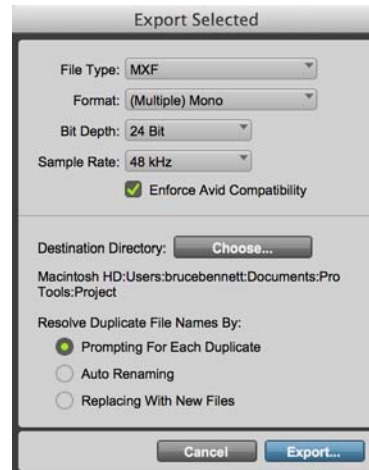 Export Selected
File Type: MXF
Format: (Multiple) Mono
Bit Depth: 24 Bit
Sample Rate: 48 kHz
Enforce Avid Compatibility
Destination Directory: Choose...
Macintosh HD:Users:brucebennett:Documents:Pro
Tools:Project
Resolve Duplicate File Names By:
Prompting For Each Duplicate
Auto Renaming
Replacing With New Files
Cancel Export...